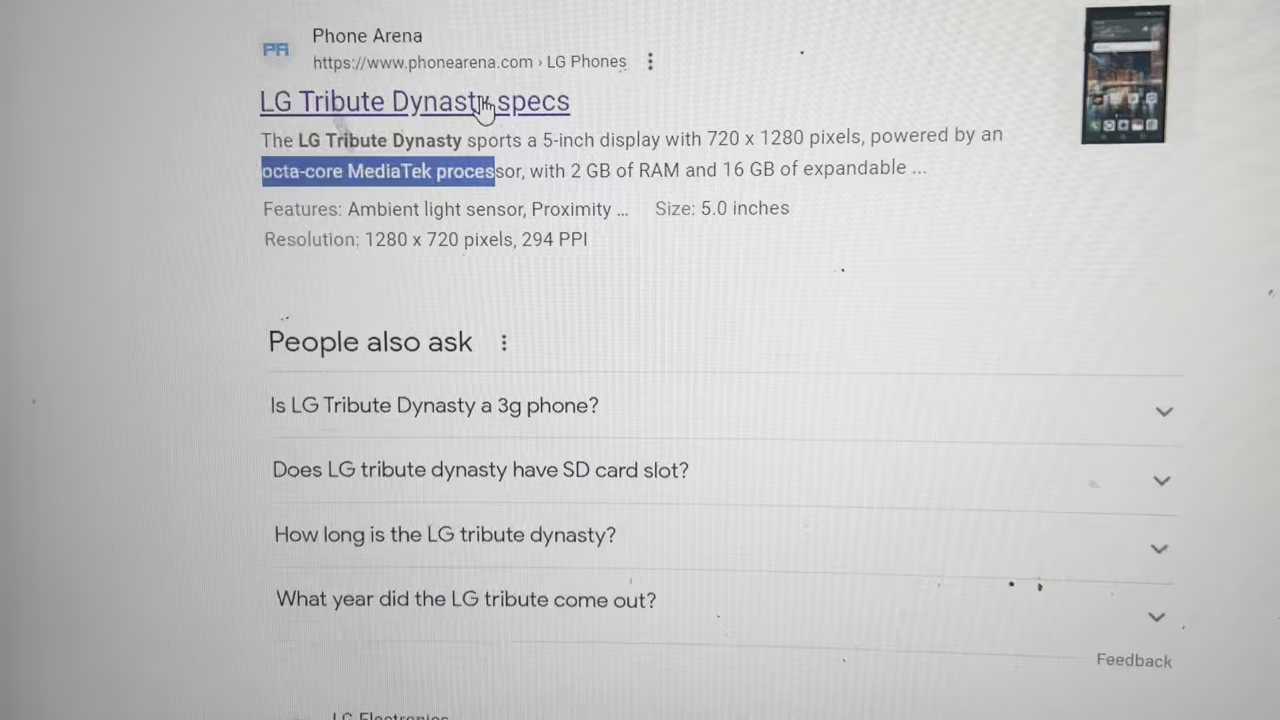 Phone Arena
PA
https://www.phonearena.com › LG Phones
LG Tribute Dynasty specs
The LG Tribute Dynasty sports a 5-inch display with 720 x 1280 pixels, powered by an
octa-core MediaTek processor, with 2 GB of RAM and 16 GB of expandable ...
Features: Ambient light sensor, Proximity ... Size: 5.0 inches
Resolution: 1280 x 720 pixels, 294 PPI
People also ask
Is LG Tribute Dynasty a 3g phone?
Does LG tribute dynasty have SD card slot?
How long is the LG tribute dynasty?
What year did the LG tribute come out?
Feedback
LG Electronics